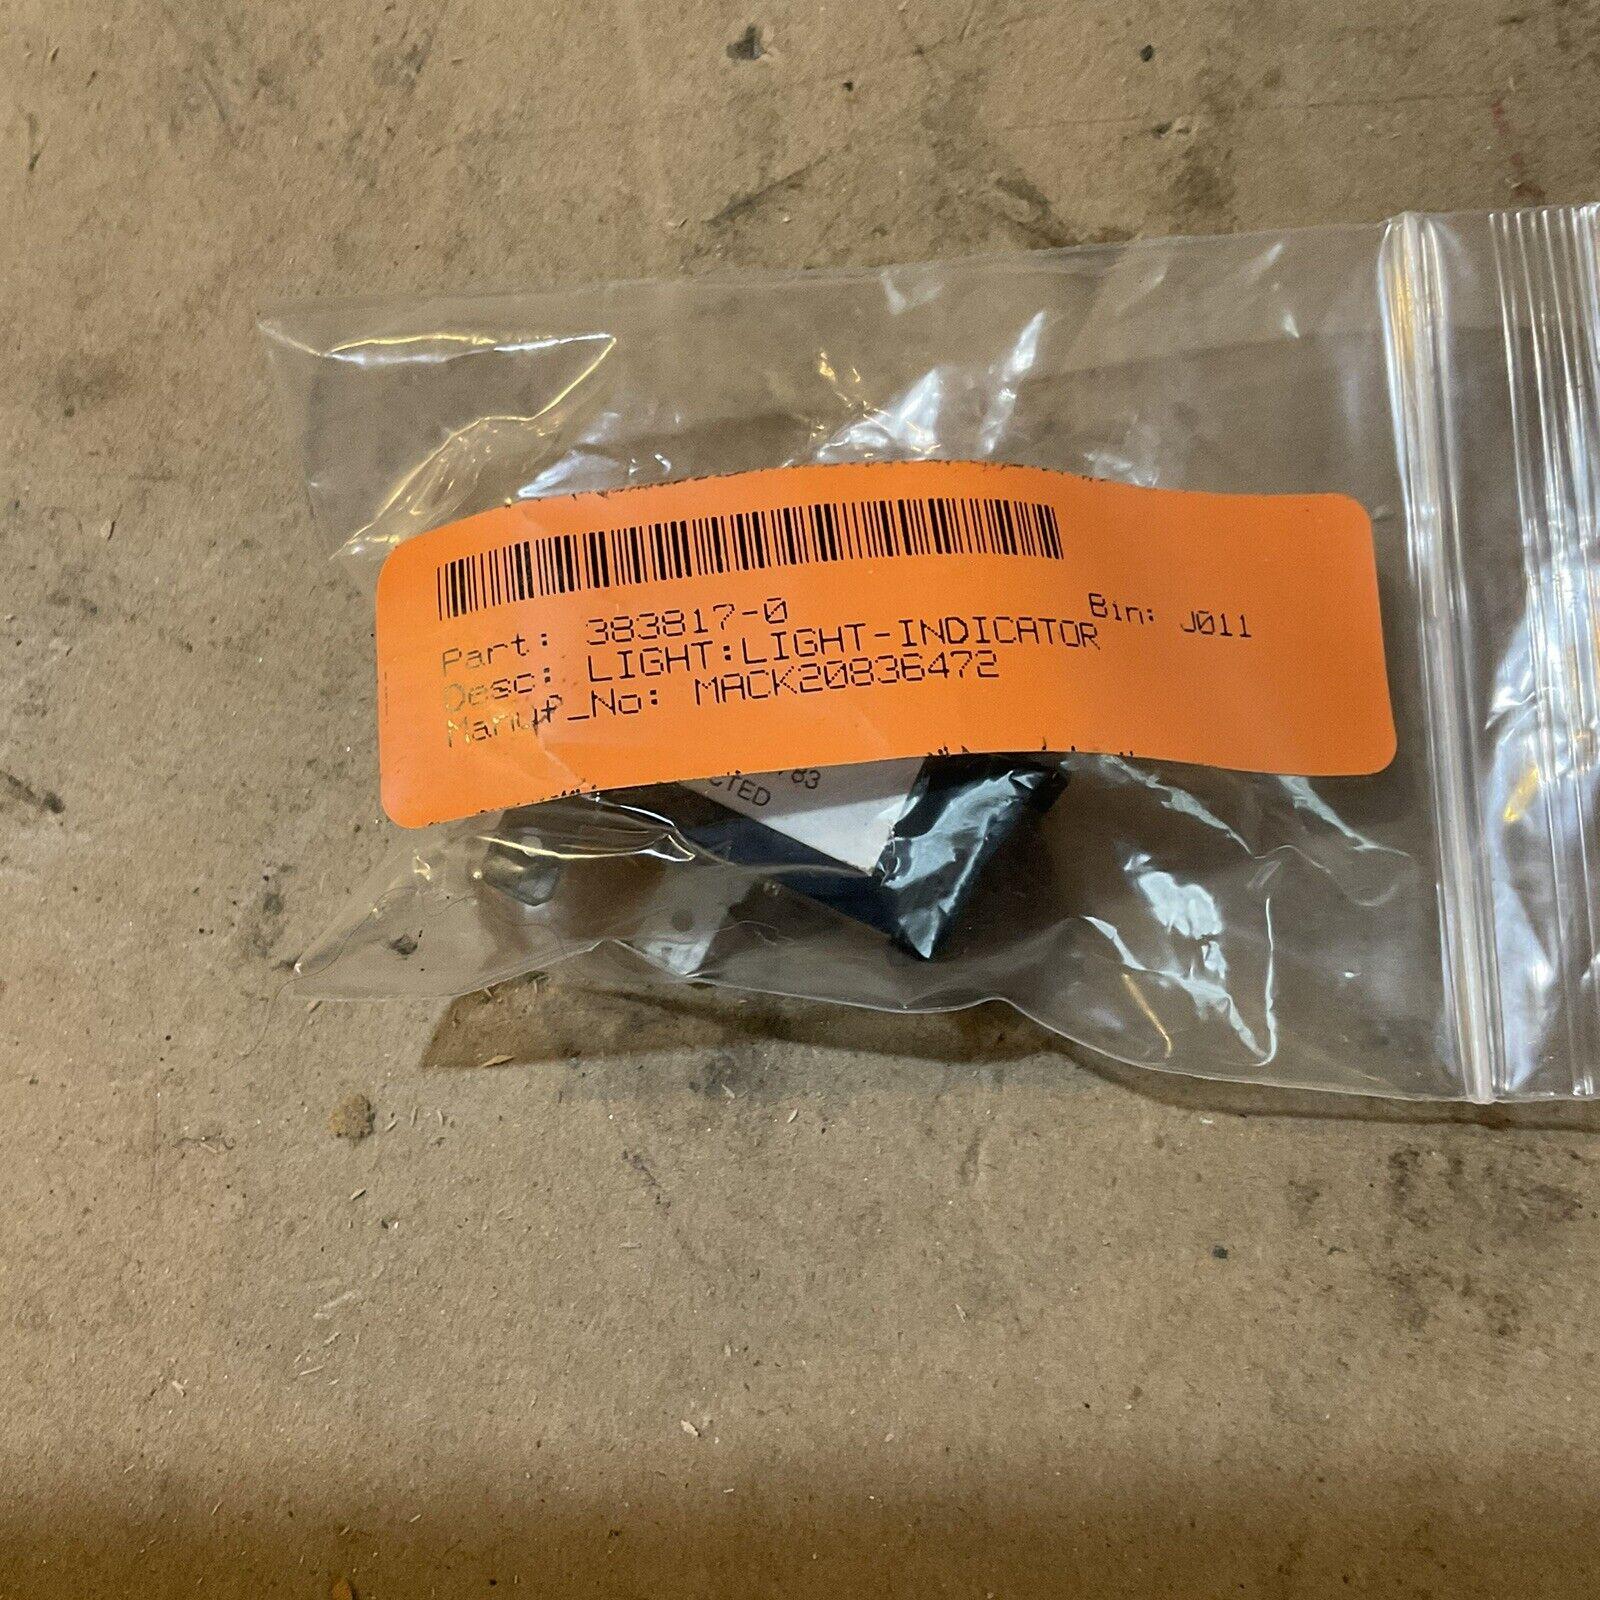 Part: 383817-0
Bin: J011
Desc: LIGHT:LIGHT-INDICATOR
Manuf_No: MACK20836472